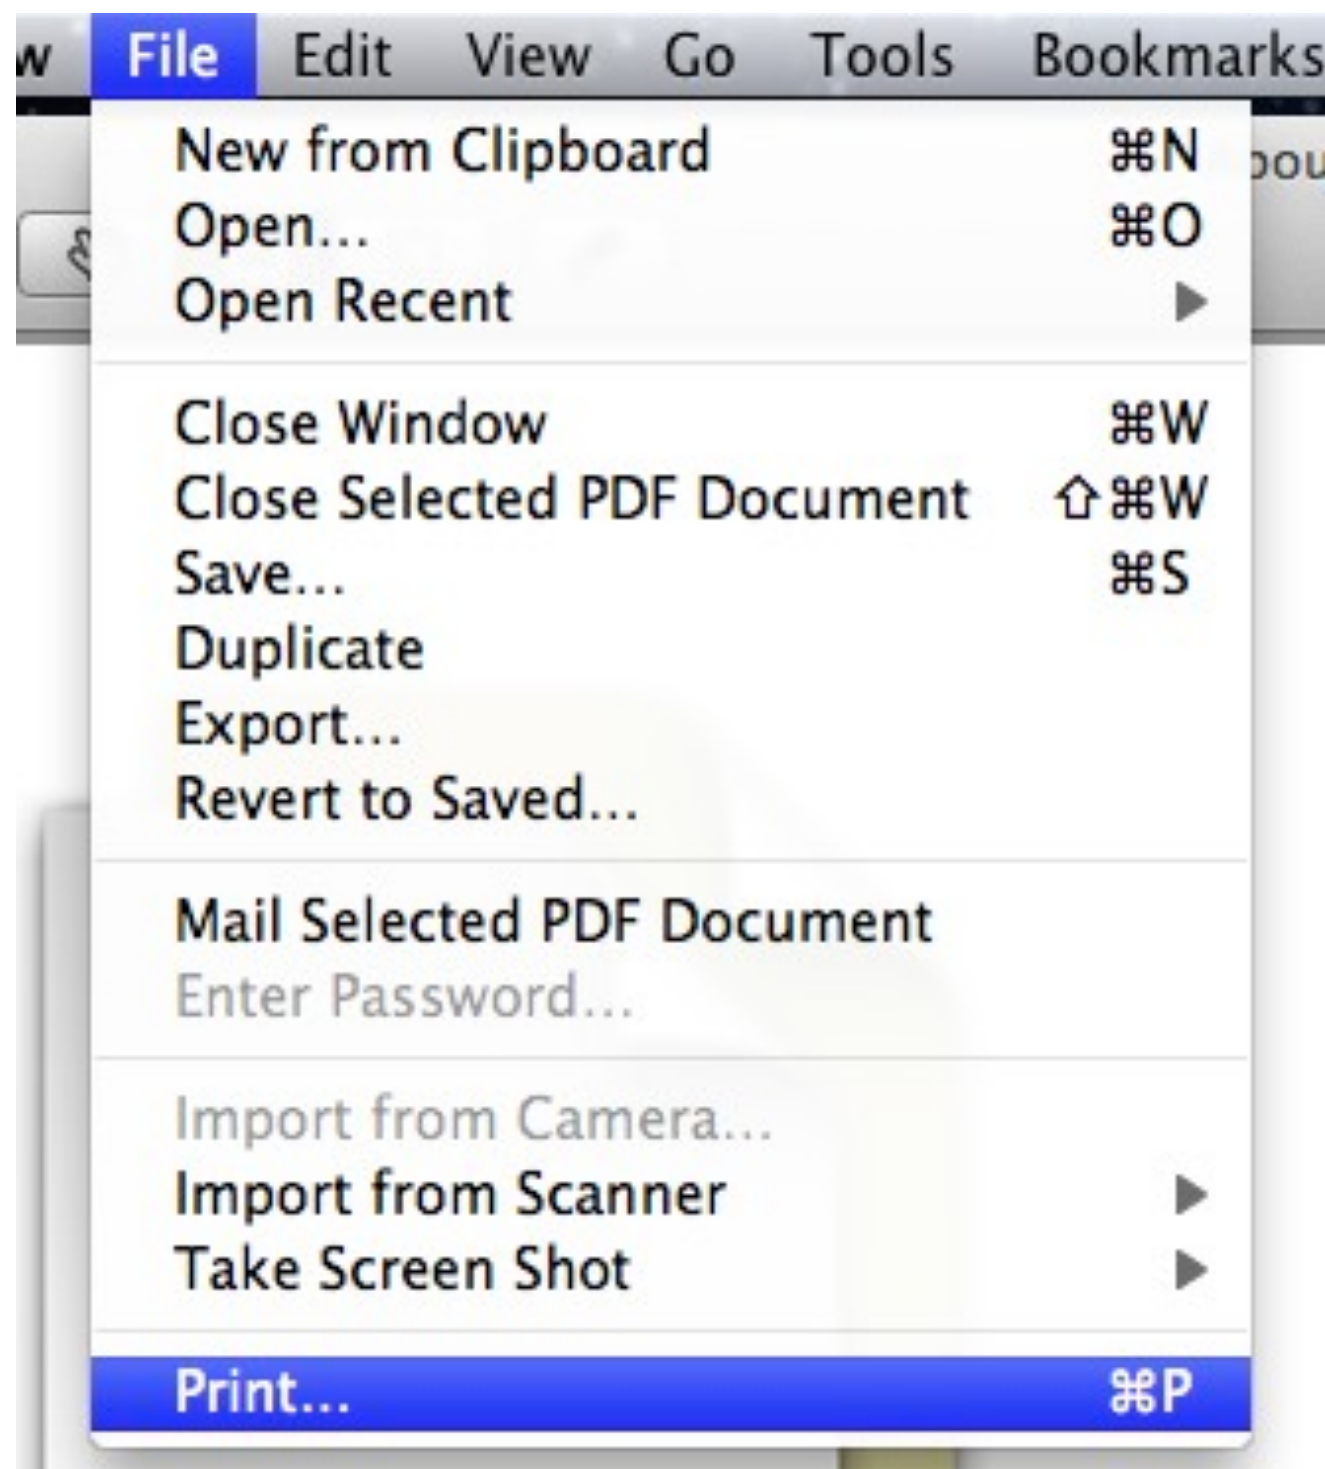 w File Edit View Go Tools Bookmarks
New from Clipboard ⌘N
Open... ⌘O
Open Recent ▶
Close Window ⌘W
Close Selected PDF Document ⇧⌘W
Save... ⌘S
Duplicate
Export...
Revert to Saved...
Mail Selected PDF Document
Enter Password...
Import from Camera...
Import from Scanner ▶
Take Screen Shot ▶
Print... ⌘P